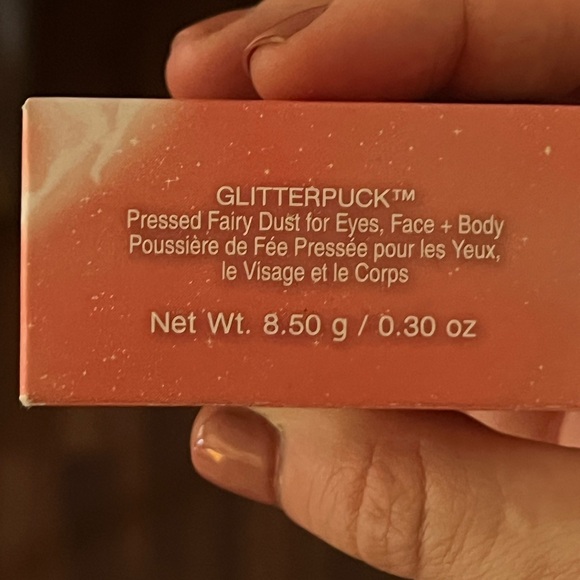 GLITTERPUCK™
Pressed Fairy Dust for Eyes, Face + Body
Poussière de Fée Pressée pour les Yeux,
le Visage et le Corps
Net Wt. 8.50 g / 0.30 oz